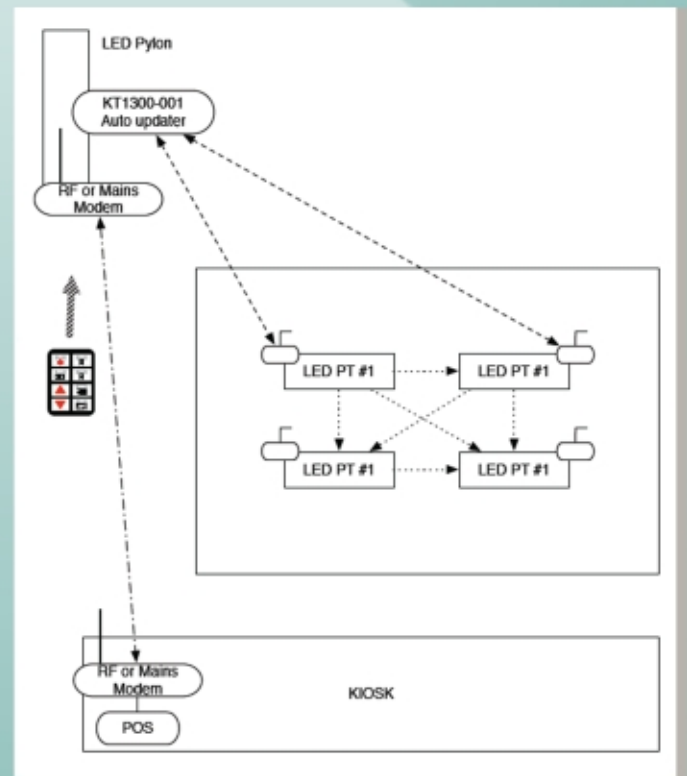 LED Pylon
KT1300-001
Auto updater
RF or Mains
Modem
LED PT #1
LED PT #1
LED PT #1
LED PT #1
RF or Mains
Modem
KIOSK
POS